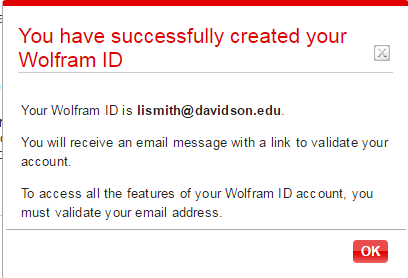 You have successfully created your
Wolfram ID
Your Wolfram ID is lismith@davidson.edu.
You will receive an email message with a link to validate your
account.
To access all the features of your Wolfram ID account, you
must validate your email address.
OK